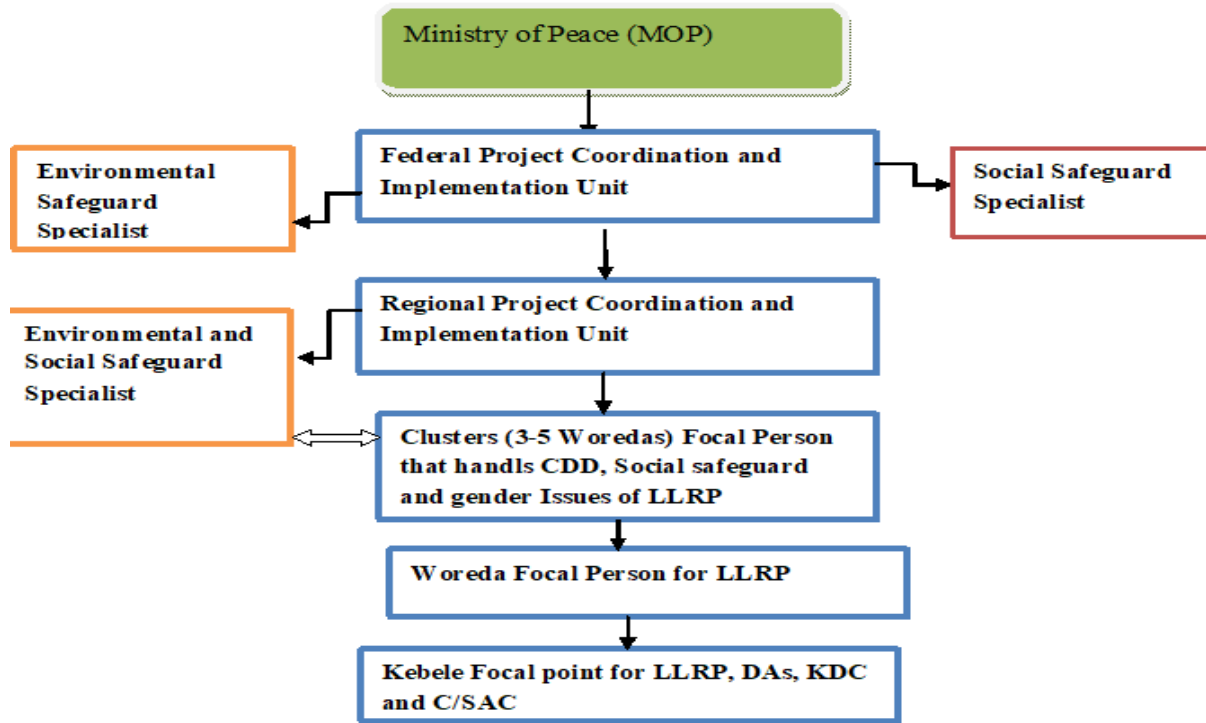 Ministry of Peace (MOP)
Federal Project Coordination and
Implementation Unit
Environmental
Safeguard
Specialist
Social Safeguard
Specialist
Regional Project Coordination and
Implementation Unit
Environmental and
Social Safeguard
Specialist
Clusters (3-5 Woredas) Focal Person
that handls CDD, Social safeguard
and gender Issues of LLRP
Woreda Focal Person for LLRP
Kebele Focal point for LLRP, DAs, KDC
and C/SAC